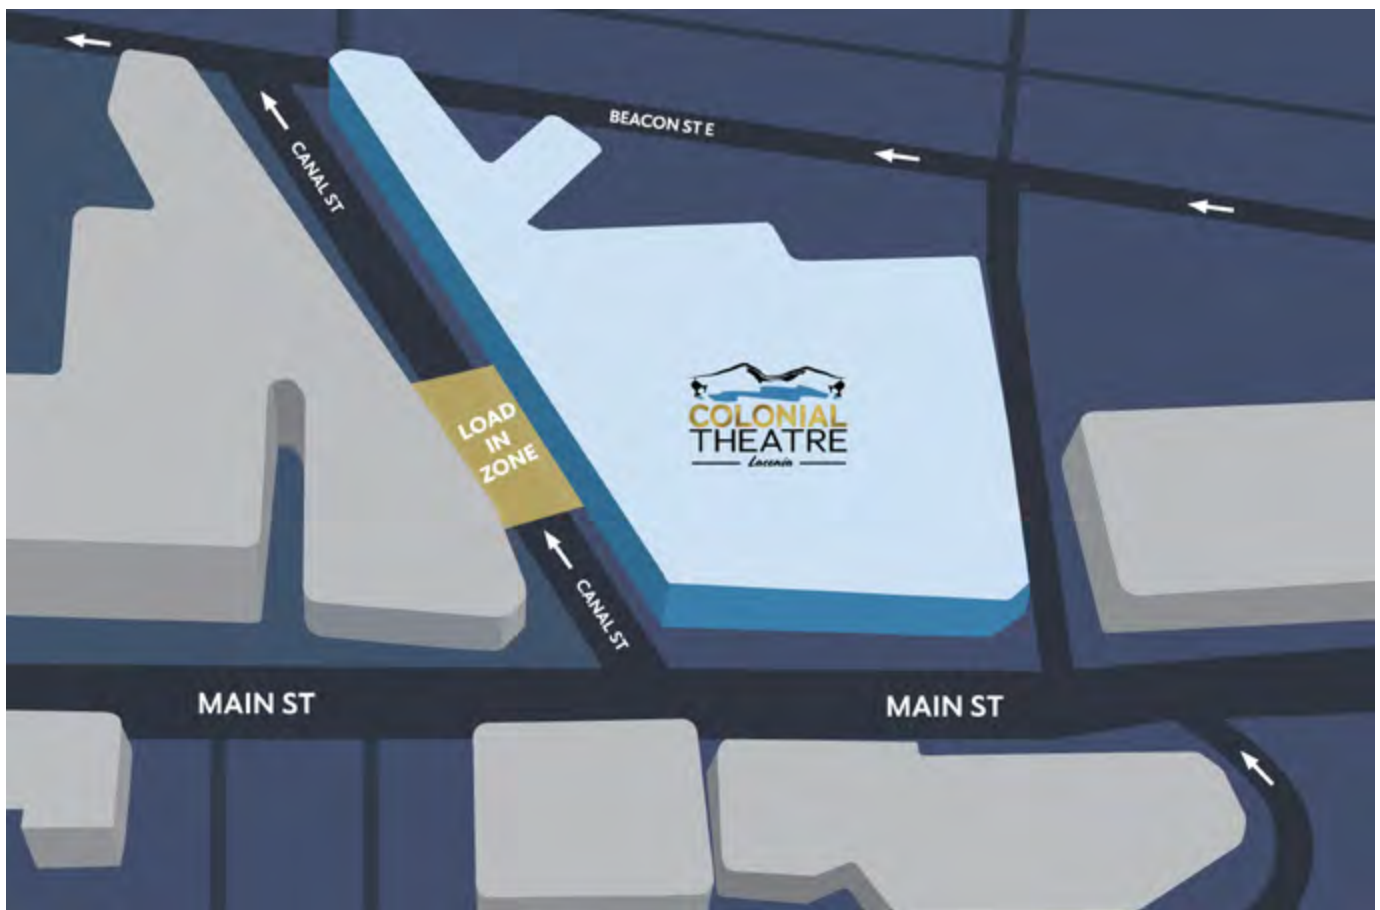 BEACON ST E
CANAL ST
LOAD
IN
ZONE
COLONIAL
THEATRE
Laconia
CANAL ST
MAIN ST
MAIN ST